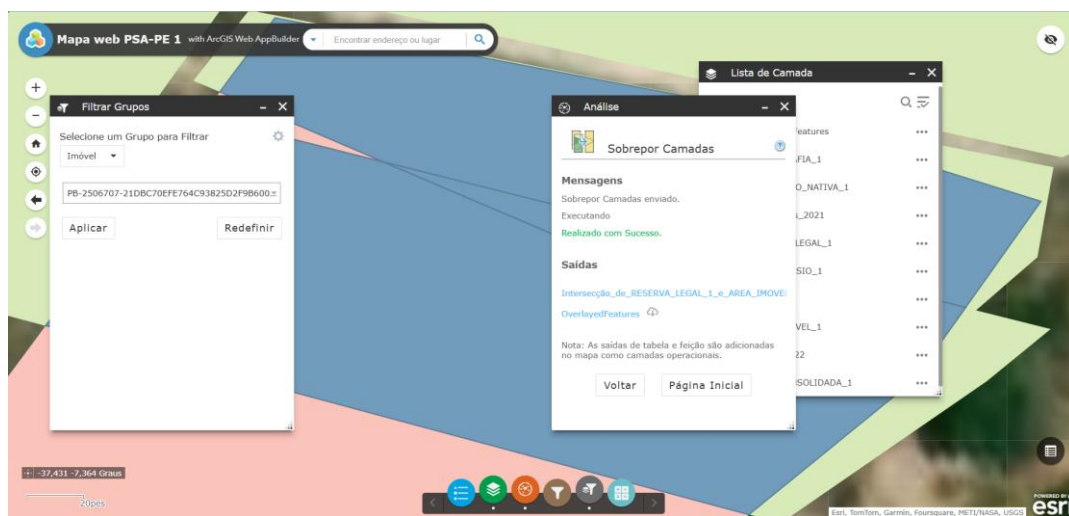 Mapa web PSA-PE 1 with ArcGIS Web AppBuilder
Encontrar endereço ou lugar
Filtrar Grupos
Selecione um Grupo para Filtrar
Imóvel
PB-2506707-21DBC70EFE764C93825D2F9B600...
Aplicar Redefinir
Análise
Sobrepor Camadas
Mensagens
Sobrepor Camadas enviado.
Executando
Realizado com Sucesso.
Saídas
Intersecção_de_RESERVA_LEGAL_1_e_AREA_IMOVE
OverlayedFeatures
Nota: As saídas de tabela e feição são adicionadas
no mapa como camadas operacionais.
Voltar Página Inicial
Lista de Camada
eatures
FIA_1
O_NATIVA_1
_2021
LEGAL_1
SIO_1
VEL_1
22
SOLIDADA_1
-37,431 -7,364 Graus
20pés
Esri, TomTom, Garmin, Foursquare, METI/NASA, USGS
POWERED BY
esri